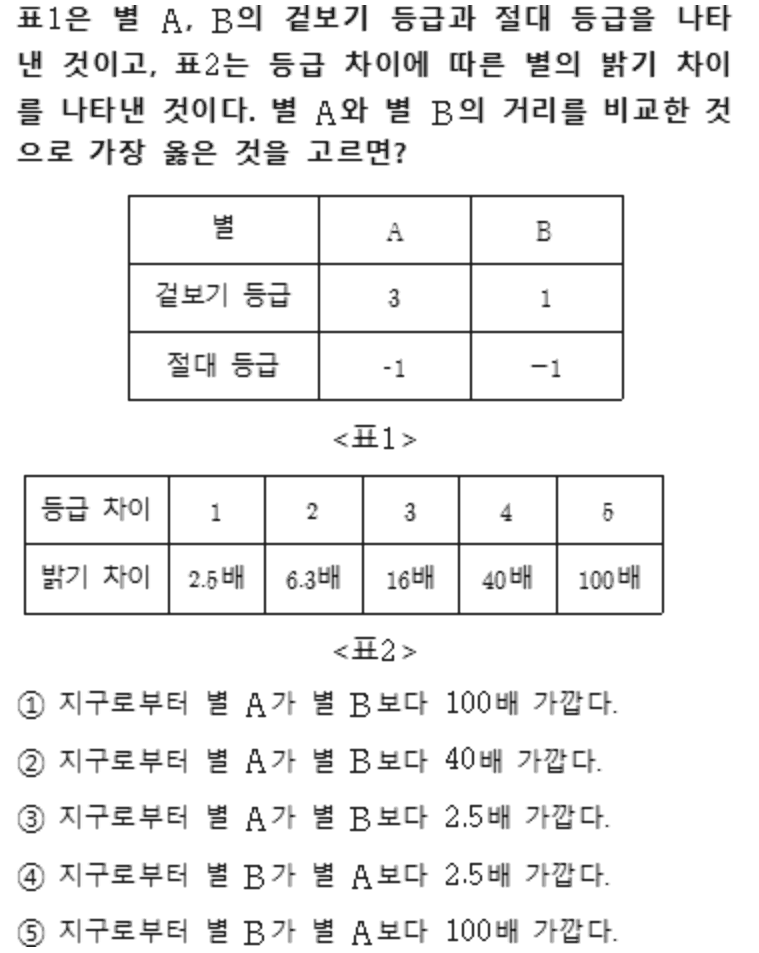 표1은 별 A, B의 겉보기 등급과 절대 등급을 나타
낸 것이고, 표2는 등급 차이에 따른 별의 밝기 차이
를 나타낸 것이다. 별 A와 별 B의 거리를 비교한 것
으로 가장 옳은 것을 고르면?
별 A B
겉보기 등급 3 1
절대 등급 -1 -1
<표1>
등급 차이 1 2 3 4 5
밝기 차이 2.5배 6.3배 16배 40배 100배
<표2>
① 지구로부터 별 A가 별 B보다 100배 가깝다.
② 지구로부터 별 A가 별 B보다 40배 가깝다.
③ 지구로부터 별 A가 별 B보다 2.5배 가깝다.
④ 지구로부터 별 B가 별 A보다 2.5배 가깝다.
⑤ 지구로부터 별 B가 별 A보다 100배 가깝다.